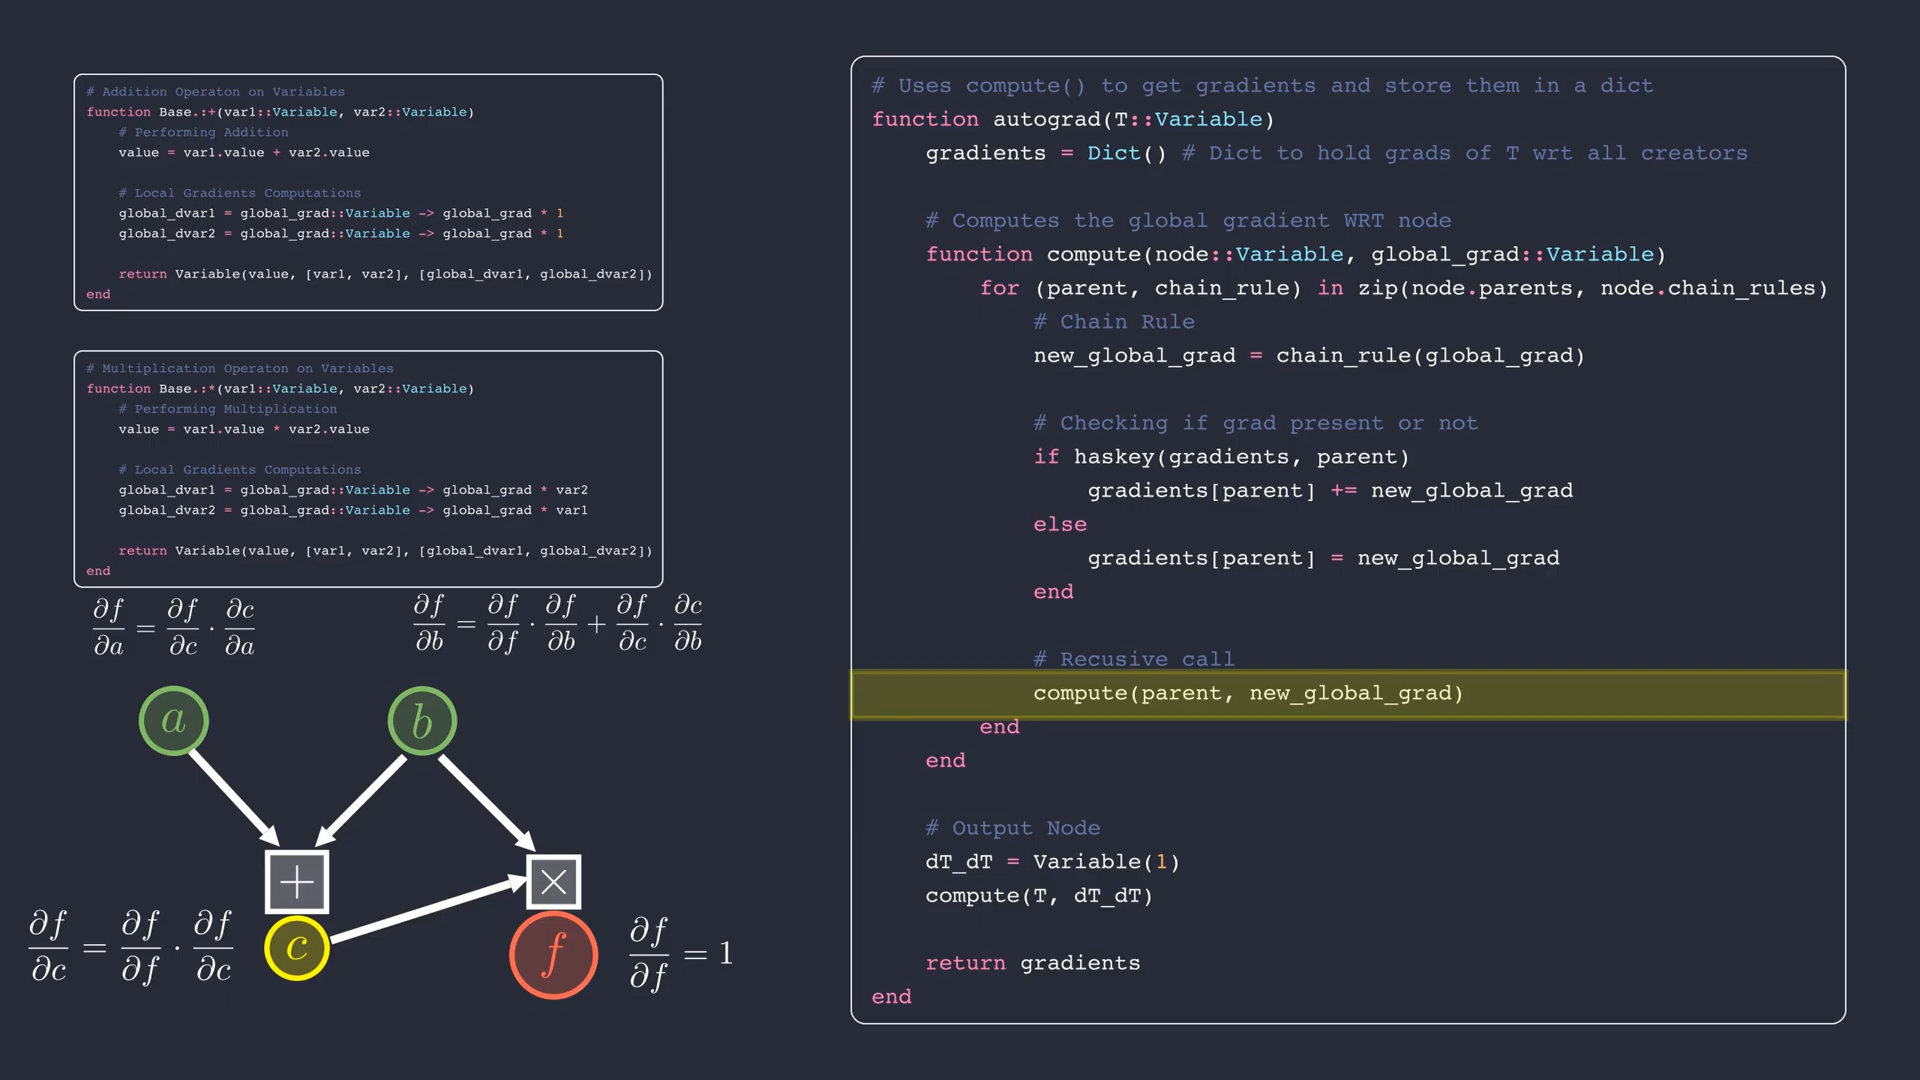 # Addition Operaton on Variables
function Base.:+(var1::Variable, var2::Variable)
    # Performing Addition
    value = var1.value + var2.value
    # Local Gradients Computations
    global_dvar1 = global_grad::Variable -> global_grad * 1
    global_dvar2 = global_grad::Variable -> global_grad * 1
    return Variable(value, [var1, var2], [global_dvar1, global_dvar2])
end
# Multiplication Operaton on Variables
function Base.:*(var1::Variable, var2::Variable)
    # Performing Multiplication
    value = var1.value * var2.value
    # Local Gradients Computations
    global_dvar1 = global_grad::Variable -> global_grad * var2
    global_dvar2 = global_grad::Variable -> global_grad * var1
    return Variable(value, [var1, var2], [global_dvar1, global_dvar2])
end
∂f/∂a = ∂f/∂c · ∂c/∂a
∂f/∂b = ∂f/∂f · ∂f/∂b + ∂f/∂c · ∂c/∂b
a
b
+
×
∂f/∂c = ∂f/∂f · ∂f/∂c
c
f
∂f/∂f = 1
# Uses compute() to get gradients and store them in a dict
function autograd(T::Variable)
    gradients = Dict() # Dict to hold grads of T wrt all creators
    # Computes the global gradient WRT node
    function compute(node::Variable, global_grad::Variable)
        for (parent, chain_rule) in zip(node.parents, node.chain_rules)
            # Chain Rule
            new_global_grad = chain_rule(global_grad)
            # Checking if grad present or not
            if haskey(gradients, parent)
                gradients[parent] += new_global_grad
            else
                gradients[parent] = new_global_grad
            end
            # Recusive call
            compute(parent, new_global_grad)
        end
    end
    # Output Node
    dT_dT = Variable(1)
    compute(T, dT_dT)
    return gradients
end